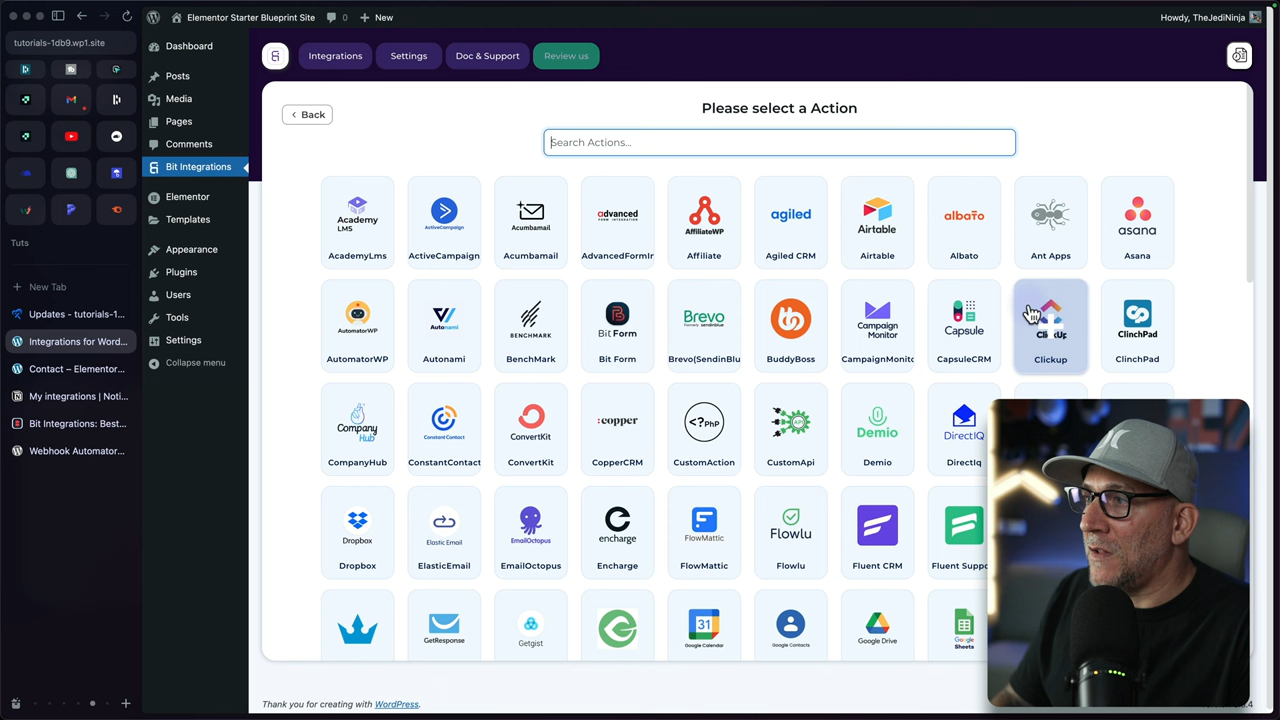 Elementor Starter Blueprint Site
0
New
Howdy, TheJediNinja
tutorials-1db9.wp1.site
Tuts
New Tab
Updates - tutorials-1...
Integrations for Word...
Contact – Elementor...
My integrations | Noti...
Bit Integrations: Best...
Webhook Automator...
Dashboard
Posts
Media
Pages
Comments
Bit Integrations
Elementor
Templates
Appearance
Plugins
Users
Tools
Settings
Collapse menu
Integrations
Settings
Doc & Support
Review us
Back
Please select a Action
Search Actions...
Academy LMS
ActiveCampaign
Acumbamail
advanced FORM INTEGRATION
AffiliateWP
agiled
Airtable
albato
asana
AcademyLms
ActiveCampaign
Acumbamail
AdvancedFormIr
Affiliate
Agiled CRM
Airtable
Albato
Ant Apps
Asana
AutomatorWP
Autonami
BENCHMARK
Bit Form
Brevo
Formerly sendinblue
Campaign Monitor
Capsule
ClickUp
ClinchPad
AutomatorWP
Autonami
BenchMark
Bit Form
Brevo(SendinBlu
BuddyBoss
CampaignMonitc
CapsuleCRM
Clickup
ClinchPad
Company Hub
Constant Contact
ConvertKit
:copper
<?PHP
API
Demio
DirectIQ
CompanyHub
ConstantContact
ConvertKit
CopperCRM
CustomAction
CustomApi
Demio
DirectIq
Dropbox
Elastic Email
EmailOctopus
encharge
FlowMattic
Flowlu
Dropbox
ElasticEmail
EmailOctopus
Encharge
FlowMattic
Flowlu
Fluent CRM
Fluent Suppo
GetResponse
Getgist
31
Google Calendar
Google Contacts
Google Drive
Google Sheets
Thank you for creating with WordPress.